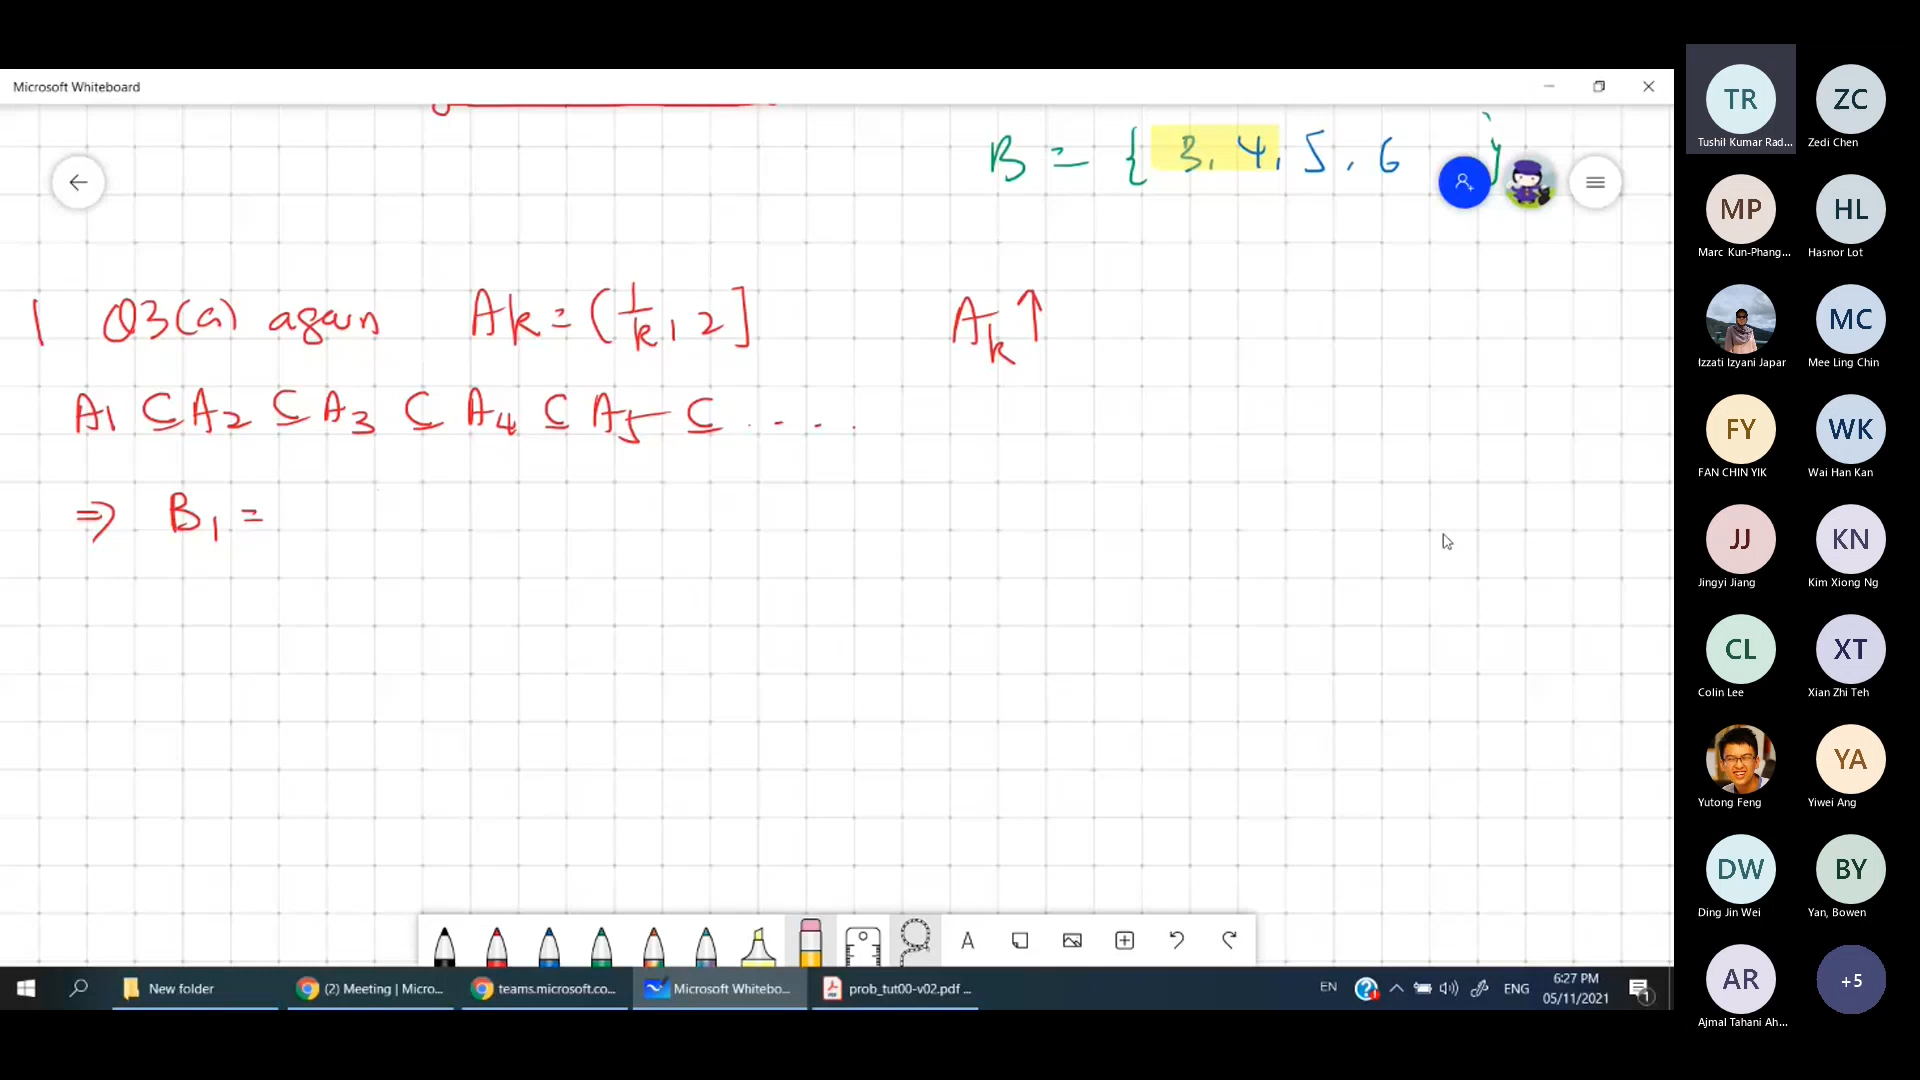 Microsoft Whiteboard
B = { 3, 4, 5, 6 }
1 Q3(a) again Ak = (1/k, 2] Ak ↑
A1 ⊆ A2 ⊆ A3 ⊆ A4 ⊆ A5 ⊆ ....
⇒ B1 =
A
New folder
(2) Meeting | Micro...
teams.microsoft.co...
Microsoft Whitebo...
prob_tut00-v02.pdf ...
EN
ENG
6:27 PM
05/11/2021
1
TR
Tushil Kumar Rad...
ZC
Zedi Chen
MP
Marc Kun-Phang...
HL
Hasnor Lot
Izzati Izyani Japar
MC
Mee Ling Chin
FY
FAN CHIN YIK
WK
Wai Han Kan
JJ
Jingyi Jiang
KN
Kim Xiong Ng
CL
Colin Lee
XT
Xian Zhi Teh
Yutong Feng
YA
Yiwei Ang
DW
Ding Jin Wei
BY
Yan, Bowen
AR
Ajmal Tahani Ah...
+5